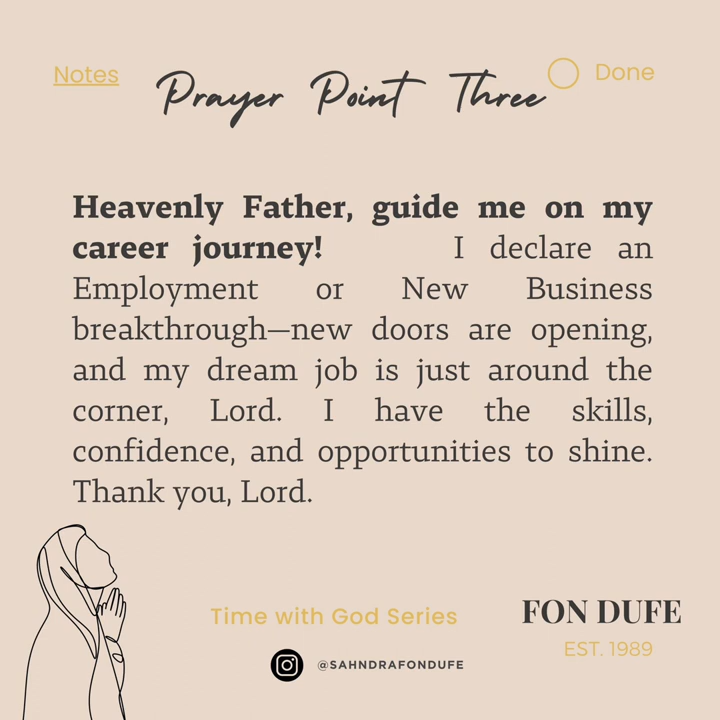 Notes
Prayer Point Three
Done
Heavenly Father, guide me on my
career journey! I declare an
Employment or New Business
breakthrough—new doors are opening,
and my dream job is just around the
corner, Lord. I have the skills,
confidence, and opportunities to shine.
Thank you, Lord.
Time with God Series
FON DUFE
EST. 1989
@SAHNDRAFONDUFE